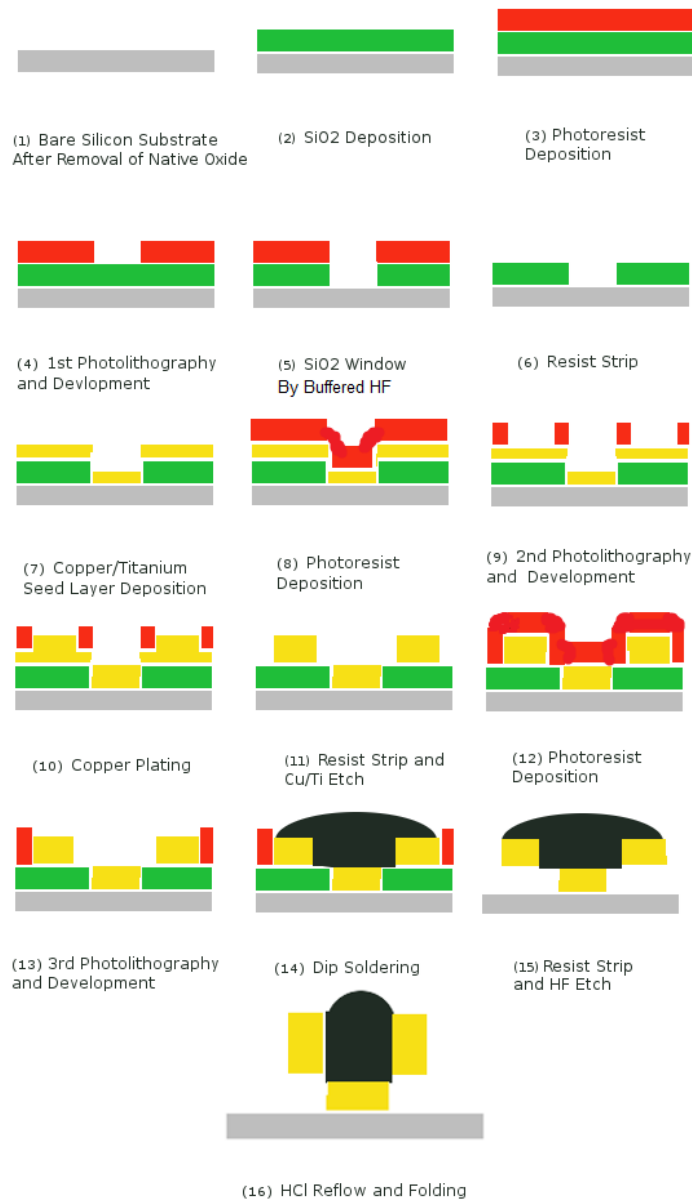 (1) Bare Silicon Substrate
After Removal of Native Oxide
(2) SiO2 Deposition
(3) Photoresist
Deposition
(4) 1st Photolithography
and Devlopment
(5) SiO2 Window
By Buffered HF
(6) Resist Strip
(7) Copper/Titanium
Seed Layer Deposition
(8) Photoresist
Deposition
(9) 2nd Photolithography
and Development
(10) Copper Plating
(11) Resist Strip and
Cu/Ti Etch
(12) Photoresist
Deposition
(13) 3rd Photolithography
and Development
(14) Dip Soldering
(15) Resist Strip
and HF Etch
(16) HCl Reflow and Folding